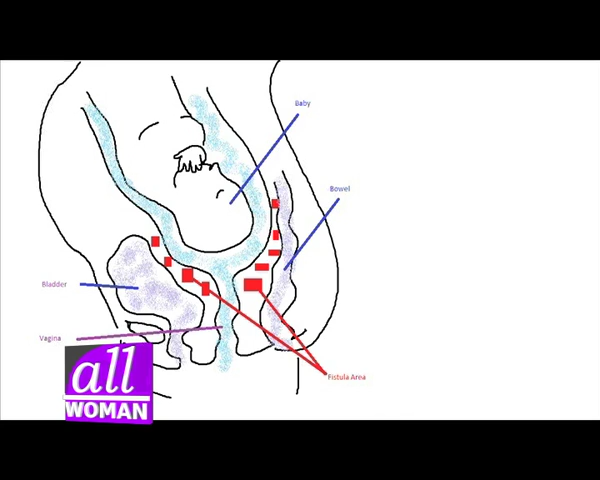 Baby
Bowel
Bladder
Vagina
Fistula Area
all
WOMAN